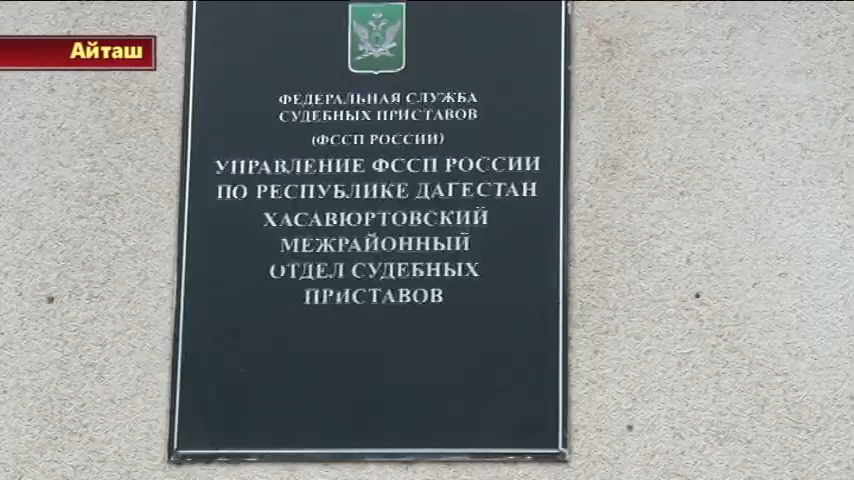 Айташ
ФЕДЕРАЛЬНАЯ СЛУЖБА
СУДЕБНЫХ ПРИСТАВОВ
(ФССП РОССИИ)
УПРАВЛЕНИЕ ФССП РОССИИ
ПО РЕСПУБЛИКЕ ДАГЕСТАН
ХАСАВЮРТОВСКИЙ
МЕЖРАЙОННЫЙ
ОТДЕЛ СУДЕБНЫХ
ПРИСТАВОВ